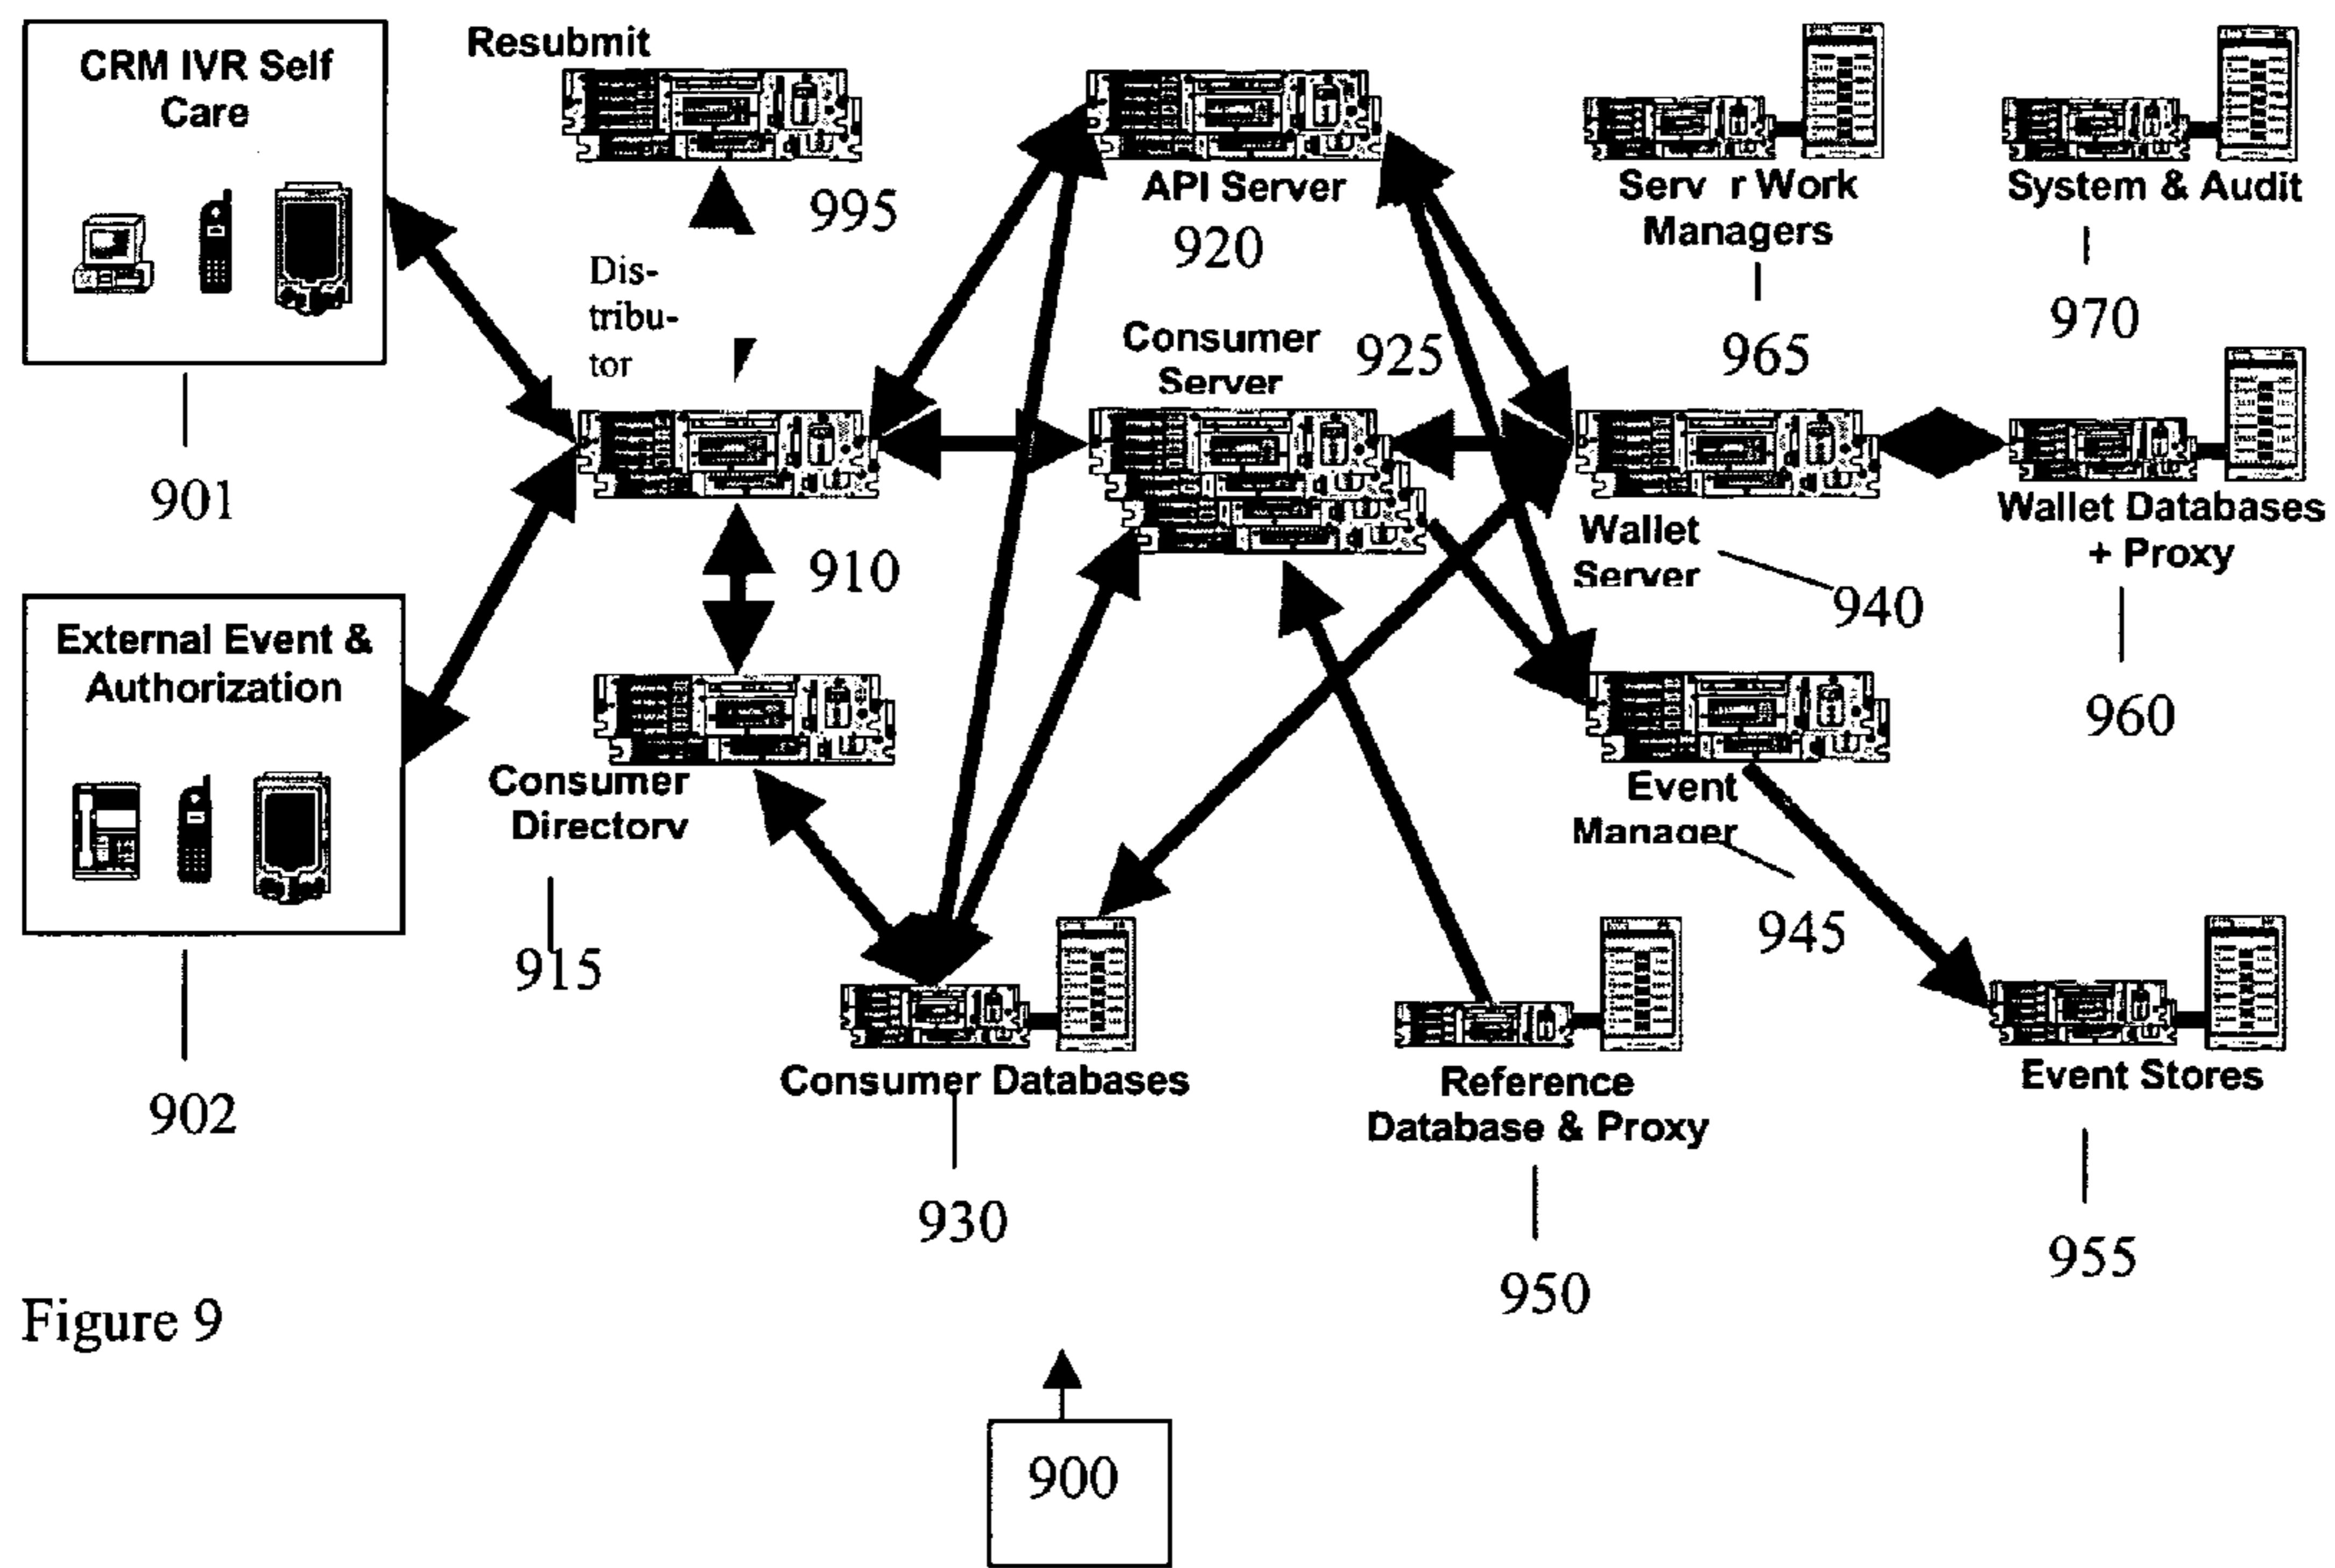 CRM IVR Self
Care
901
External Event &
Authorization
902
Resubmit
995
Dis-
tribu-
tor
910
Consumer
Directory
915
API Server
920
Consumer
Server
925
Consumer Databases
930
Serv r Work
Managers
965
System & Audit
970
Wallet
Server
940
Wallet Databases
+ Proxy
960
Event
Manager
945
Reference
Database & Proxy
950
Event Stores
955
Figure 9
900